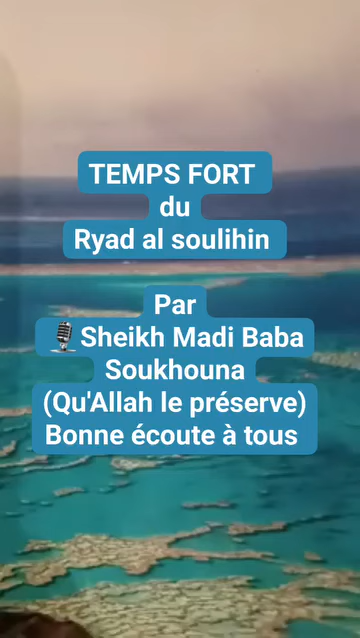 TEMPS FORT
du
Ryad al soulihin
Par
🎙️Sheikh Madi Baba
Soukhouna
(Qu'Allah le préserve)
Bonne écoute à tous